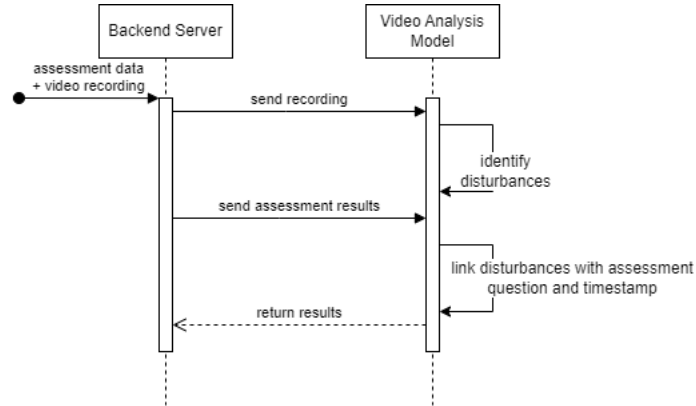 Backend Server
Video Analysis
Model
assessment data
+ video recording
send recording
identify
disturbances
send assessment results
link disturbances with assessment
question and timestamp
return results